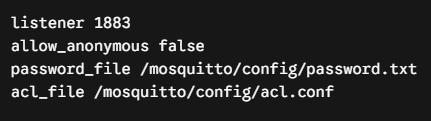 listener 1883
allow_anonymous false
password_file /mosquitto/config/password.txt
acl_file /mosquitto/config/acl.conf